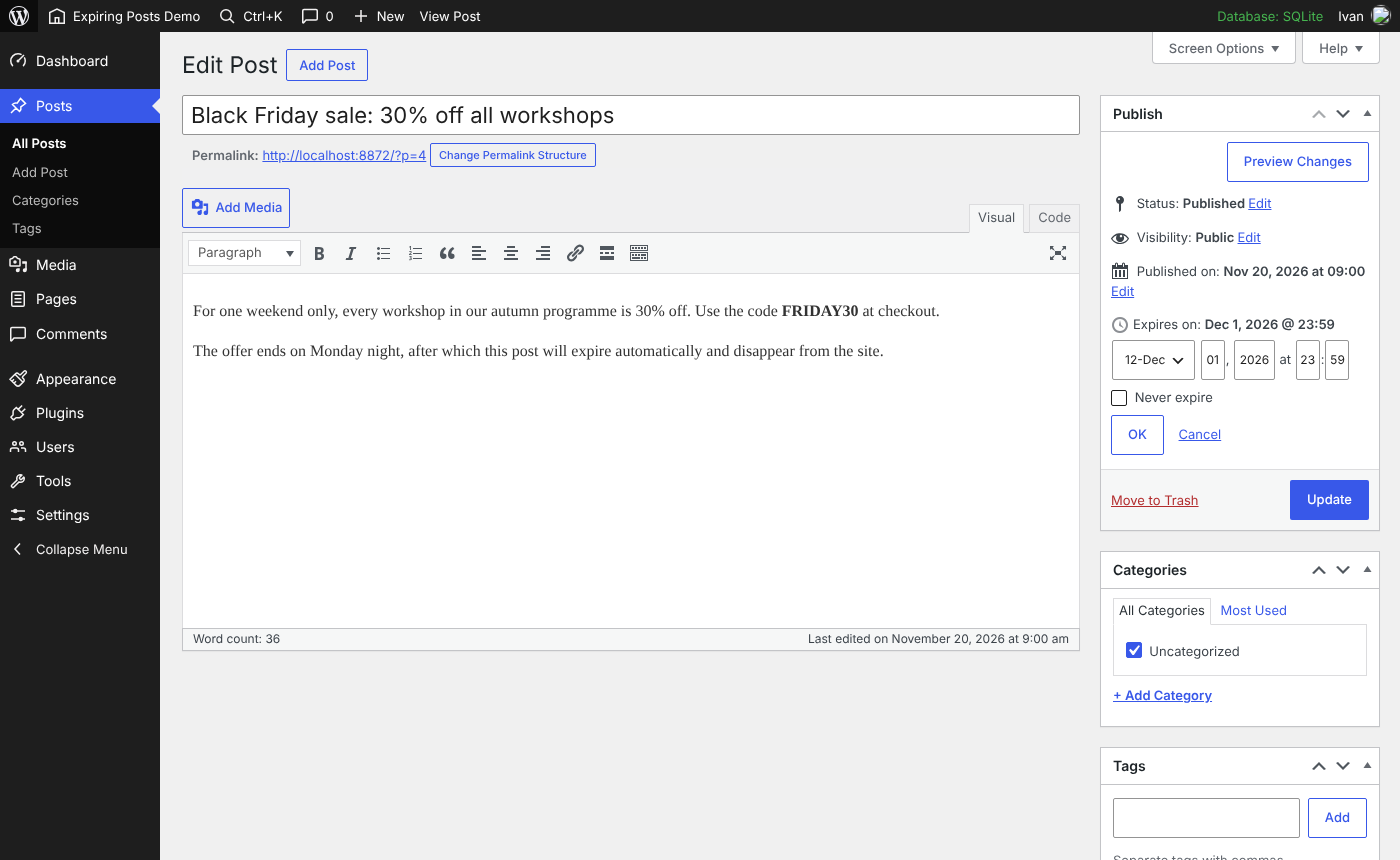 Expiring Posts Demo Ctrl+K 0 New View Post Database: SQLite Ivan
Dashboard
Posts
All Posts
Add Post
Categories
Tags
Media
Pages
Comments
Appearance
Plugins
Users
Tools
Settings
Collapse Menu
Screen Options Help
Edit Post Add Post
Black Friday sale: 30% off all workshops
Permalink: http://localhost:8872/?p=4 Change Permalink Structure
Add Media
Visual Code
Paragraph
For one weekend only, every workshop in our autumn programme is 30% off. Use the code FRIDAY30 at checkout.
The offer ends on Monday night, after which this post will expire automatically and disappear from the site.
Word count: 36 Last edited on November 20, 2026 at 9:00 am
Publish
Preview Changes
Status: Published Edit
Visibility: Public Edit
Published on: Nov 20, 2026 at 09:00
Edit
Expires on: Dec 1, 2026 @ 23:59
12-Dec 01 , 2026 at 23 : 59
Never expire
OK Cancel
Move to Trash Update
Categories
All Categories Most Used
Uncategorized
+ Add Category
Tags
Add
Separate tags with commas